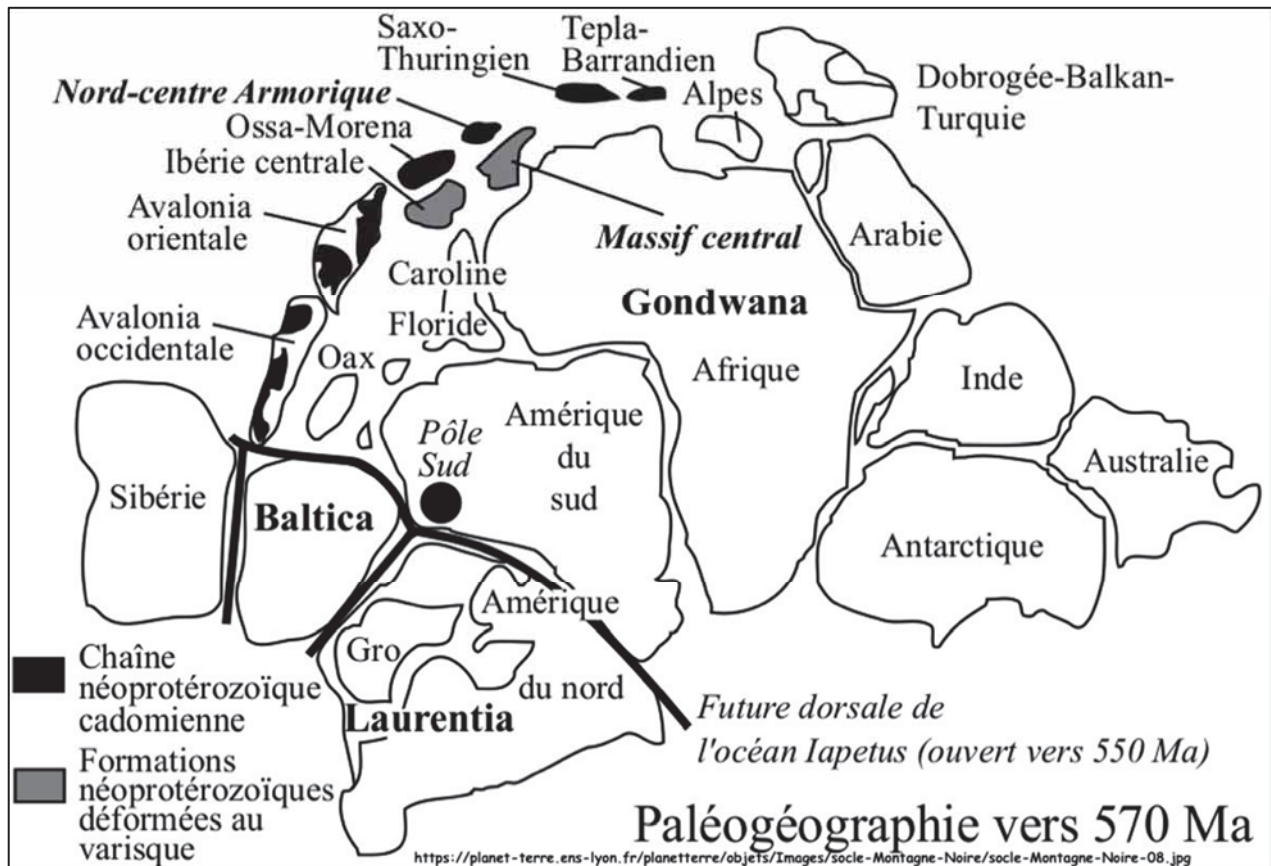 Saxo-
Thuringien
Tepla-
Barrandien
Alpes
Dobrogée-Balkan-
Turquie
Nord-centre Armorique
Ossa-Morena
Ibérie centrale
Avalonia
orientale
Massif central
Arabie
Caroline
Floride
Gondwana
Avalonia
occidentale
Oax
Afrique
Inde
Pôle
Sud
Amérique
du
sud
Australie
Sibérie
Baltica
Antarctique
Amérique
du nord
Gro
Laurentia
Chaîne
néoprotérozoïque
cadomienne
Formations
néoprotérozoïques
déformées au
varisque
Future dorsale de
l'océan Iapetus (ouvert vers 550 Ma)
Paléogéographie vers 570 Ma
https://planet-terre.ens-lyon.fr/planetterre/objets/Images/socle-Montagne-Noire/socle-Montagne-Noire-08.jpg